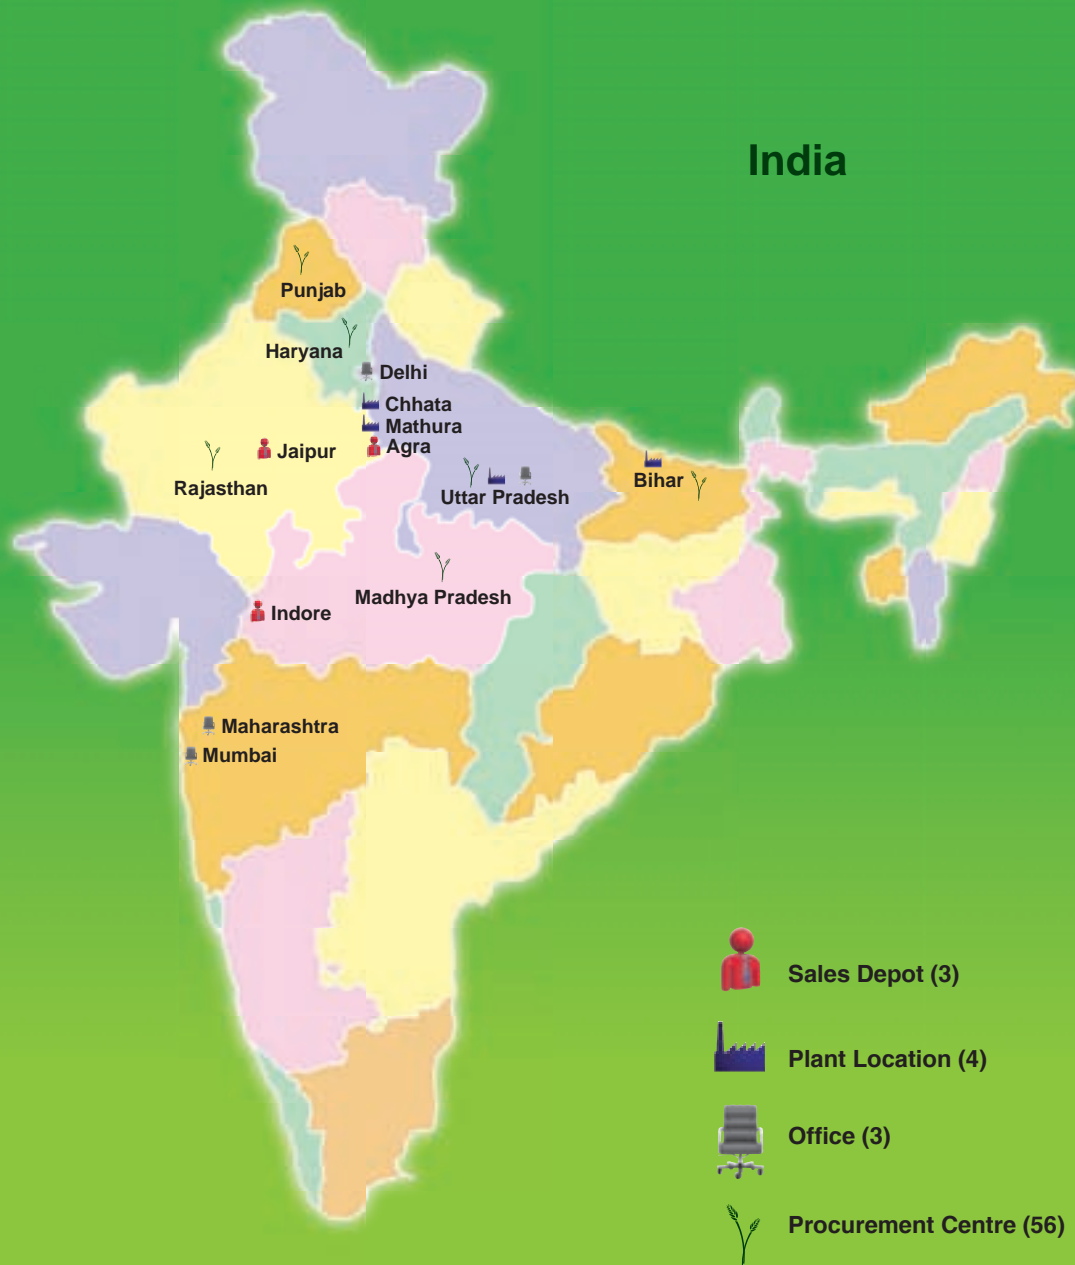 India
Punjab
Haryana
Delhi
Chhata
Mathura
Agra
Jaipur
Rajasthan
Uttar Pradesh
Bihar
Madhya Pradesh
Indore
Maharashtra
Mumbai
Sales Depot (3)
Plant Location (4)
Office (3)
Procurement Centre (56)